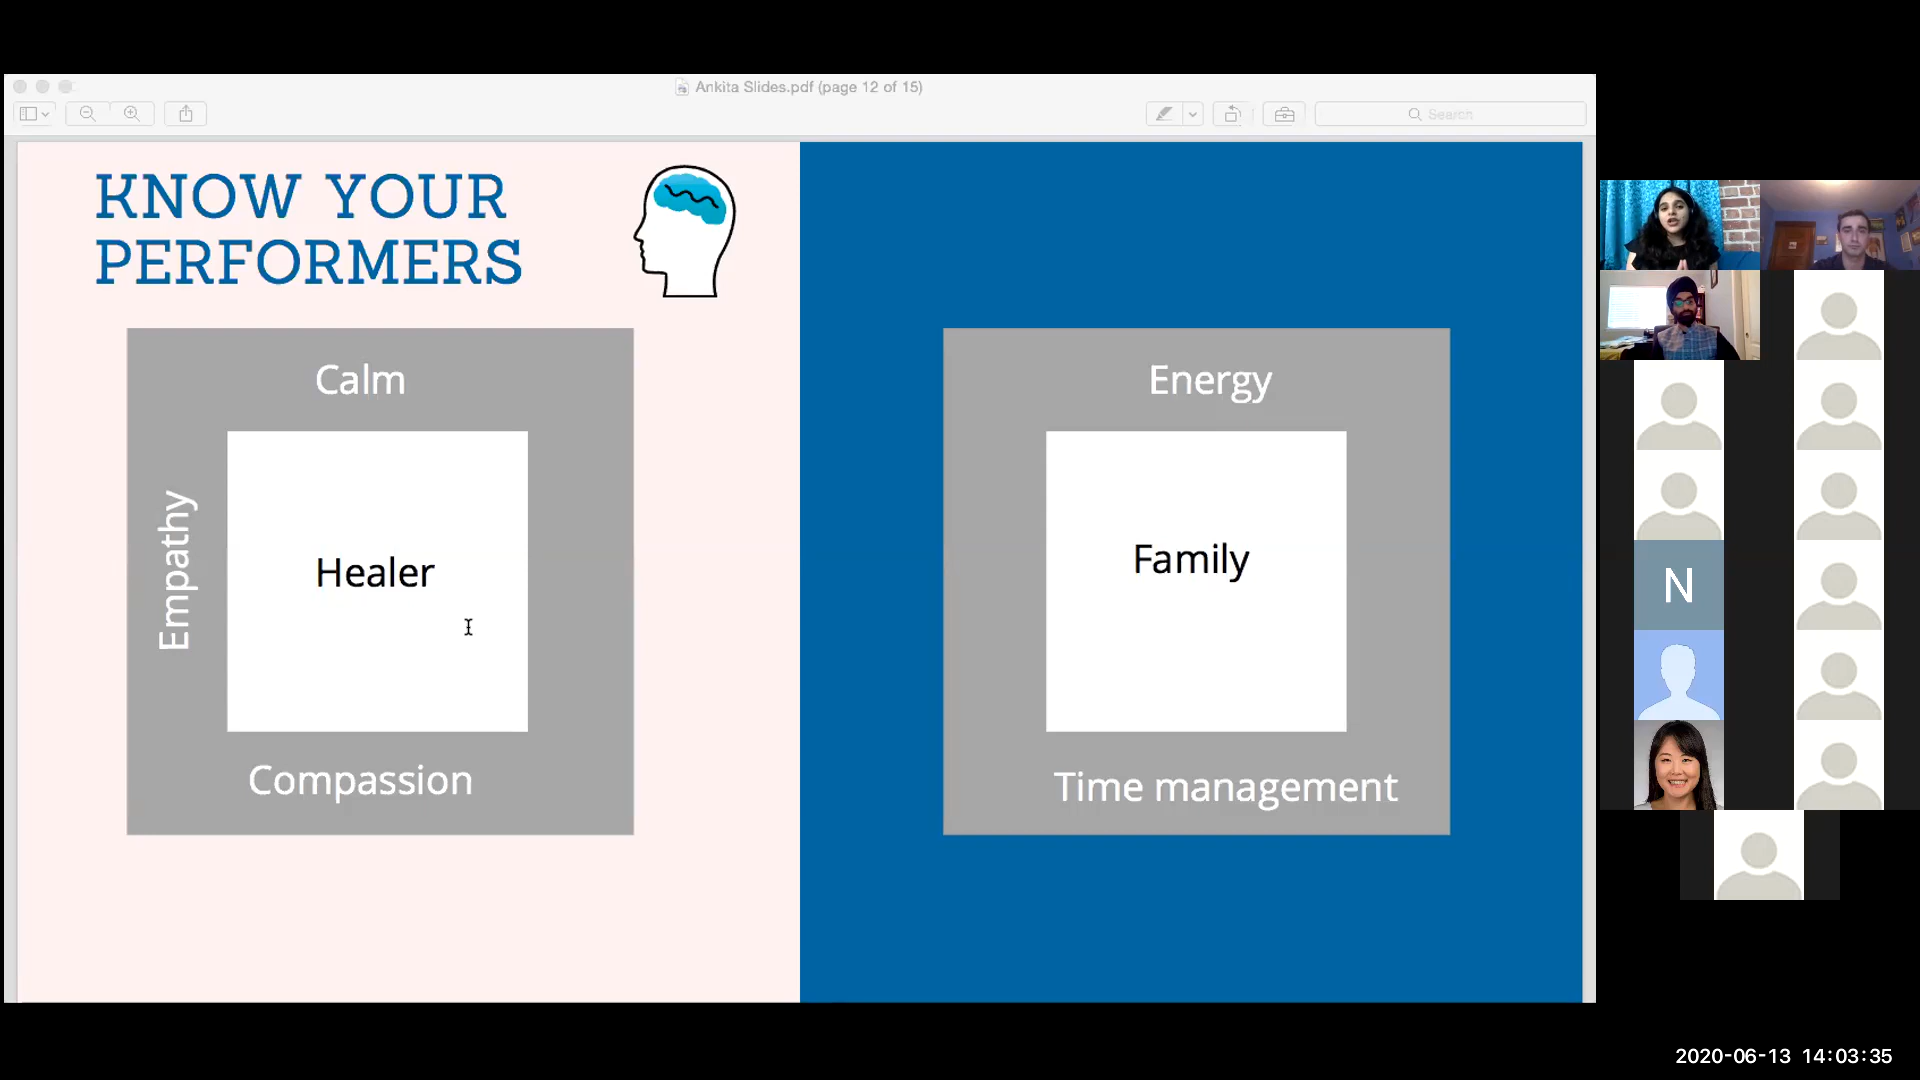 Ankita Slides.pdf (page 12 of 15)
Search
KNOW YOUR
PERFORMERS
Calm
Empathy
Healer
Compassion
Energy
Family
Time management
N
2020-06-13 14:03:35